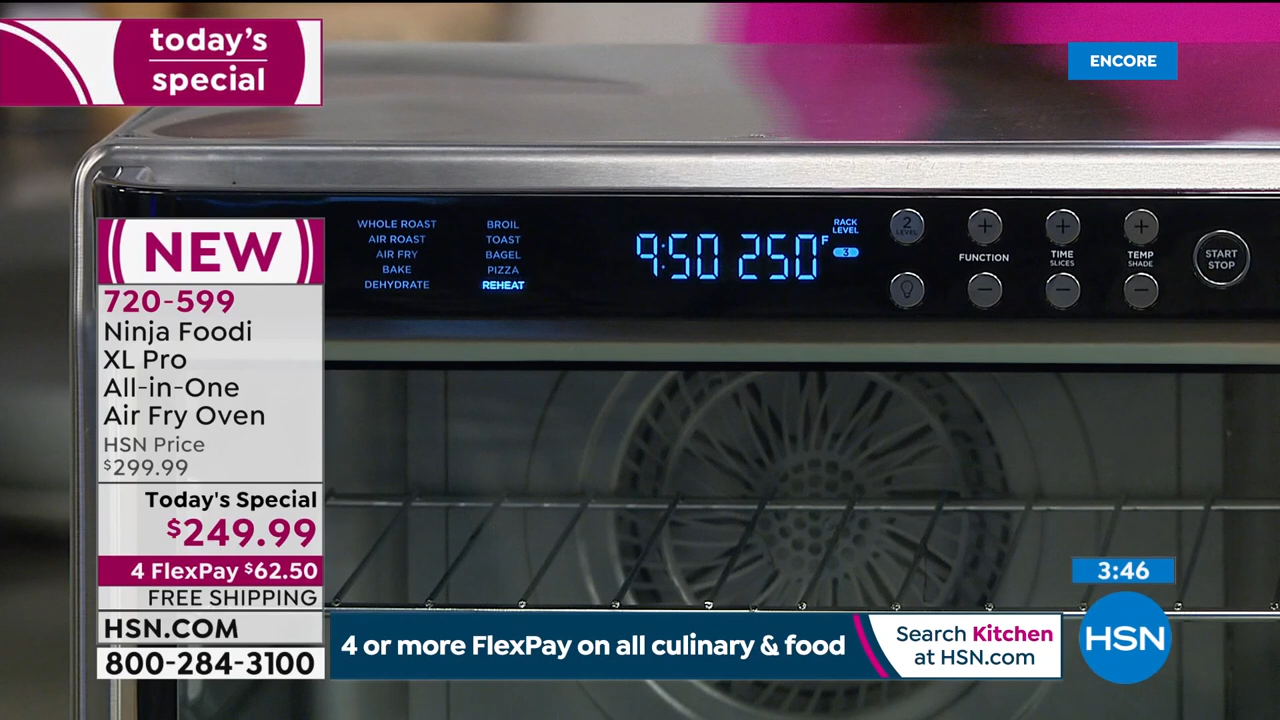 today's
special
ENCORE
NEW
720-599
Ninja Foodi
XL Pro
All-in-One
Air Fry Oven
HSN Price
$299.99
Today's Special
$249.99
4 FlexPay $62.50
FREE SHIPPING
HSN.COM
800-284-3100
WHOLE ROAST
AIR ROAST
AIR FRY
BAKE
DEHYDRATE
BROIL
TOAST
BAGEL
PIZZA
REHEAT
9:50 250F
RACK
LEVEL
3
2
LEVEL
+
FUNCTION
−
+
TIME
SLICES
−
+
TEMP
SHADE
−
START
STOP
4 or more FlexPay on all culinary & food
Search Kitchen
at HSN.com
3:46
HSN